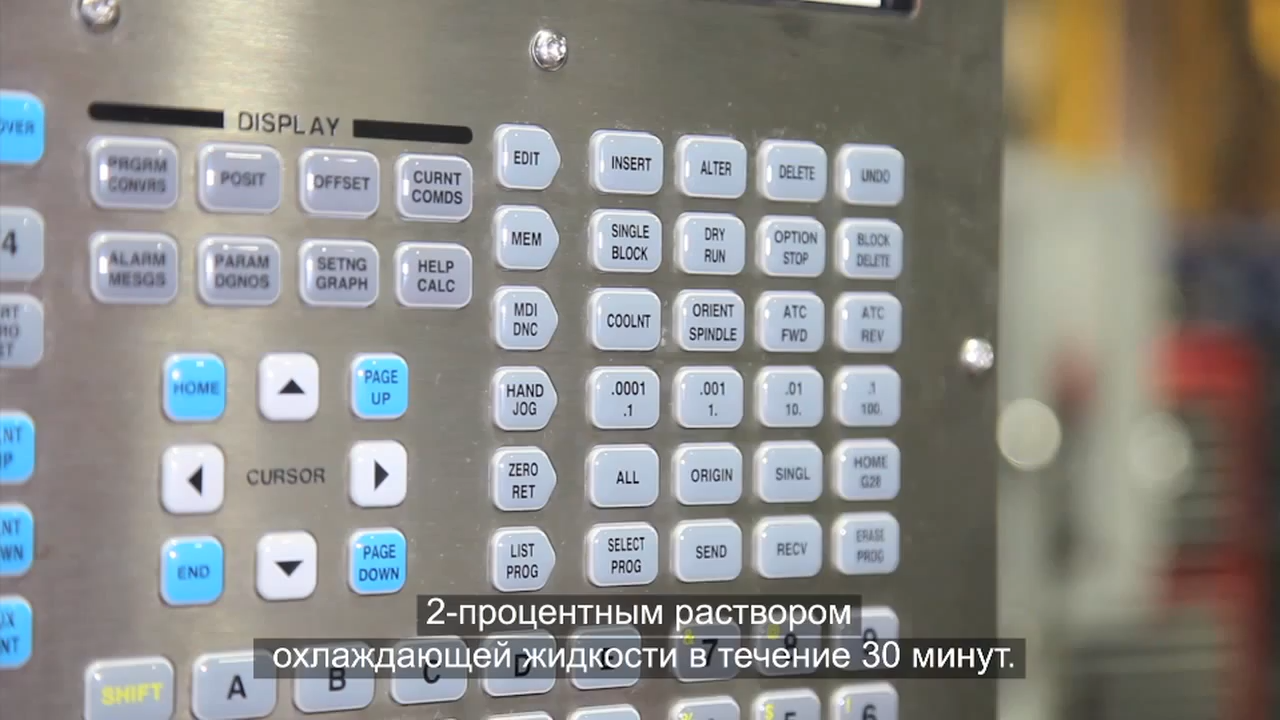 DISPLAY
PRGRM CONVRS
POSIT
OFFSET
CURNT COMDS
ALARM MESGS
PARAM DGNOS
SETNG GRAPH
HELP CALC
HOME
PAGE UP
CURSOR
END
PAGE DOWN
EDIT
INSERT
ALTER
DELETE
UNDO
MEM
SINGLE BLOCK
DRY RUN
OPTION STOP
BLOCK DELETE
MDI DNC
COOLNT
ORIENT SPINDLE
ATC FWD
ATC REV
HAND JOG
.0001 .1
.001 1.
.01 10.
.1 100.
ZERO RET
ALL
ORIGIN
SINGL
HOME G28
LIST PROG
SELECT PROG
SEND
RECV
ERASE PROG
4
SHIFT
A
B
C
D
E
7
8
9
2-процентным раствором
охлаждающей жидкости в течение 30 минут.